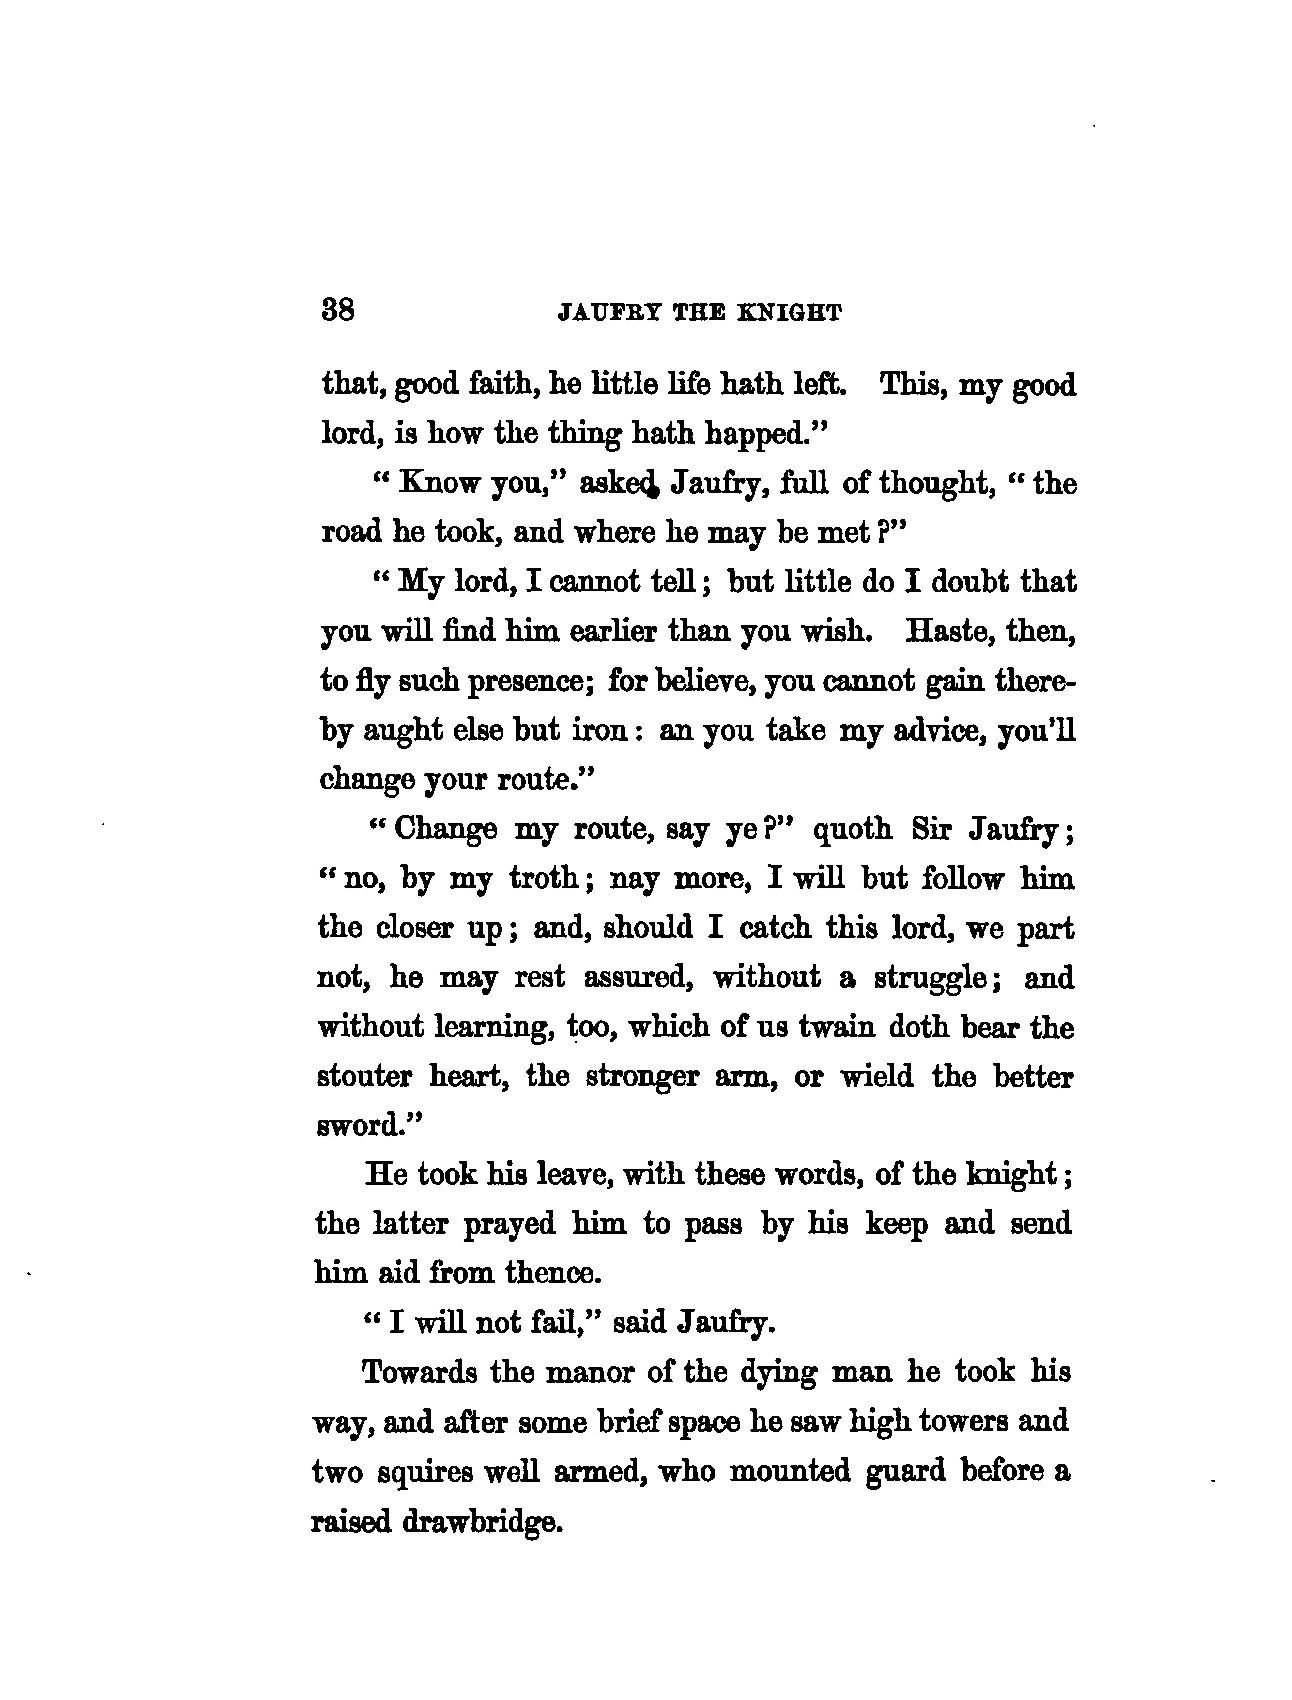 38 JAUFRY THE KNIGHT
that, good faith, he little life hath left. This, my good
lord, is how the thing hath happed."
"Know you," asked Jaufry, full of thought, "the
road he took, and where he may be met?"
"My lord, I cannot tell; but little do I doubt that
you will find him earlier than you wish. Haste, then,
to fly such presence; for believe, you cannot gain there-
by aught else but iron: an you take my advice, you'll
change your route."
"Change my route, say ye?" quoth Sir Jaufry;
"no, by my troth; nay more, I will but follow him
the closer up; and, should I catch this lord, we part
not, he may rest assured, without a struggle; and
without learning, too, which of us twain doth bear the
stouter heart, the stronger arm, or wield the better
sword."
He took his leave, with these words, of the knight;
the latter prayed him to pass by his keep and send
him aid from thence.
"I will not fail," said Jaufry.
Towards the manor of the dying man he took his
way, and after some brief space he saw high towers and
two squires well armed, who mounted guard before a
raised drawbridge.